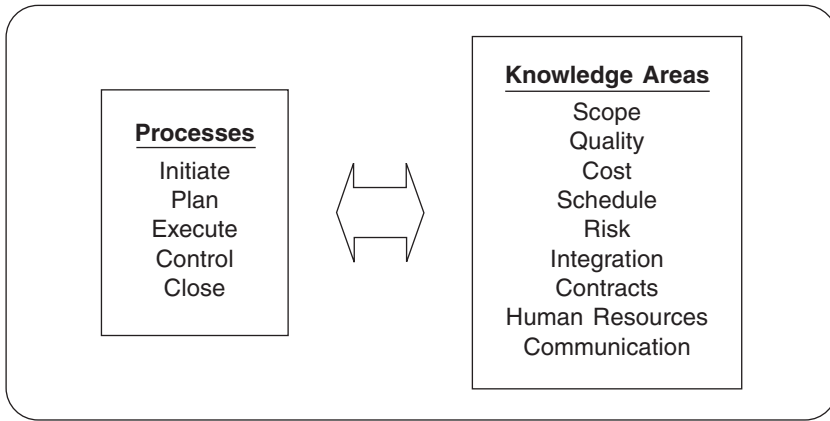 Processes
Initiate
Plan
Execute
Control
Close
Knowledge Areas
Scope
Quality
Cost
Schedule
Risk
Integration
Contracts
Human Resources
Communication